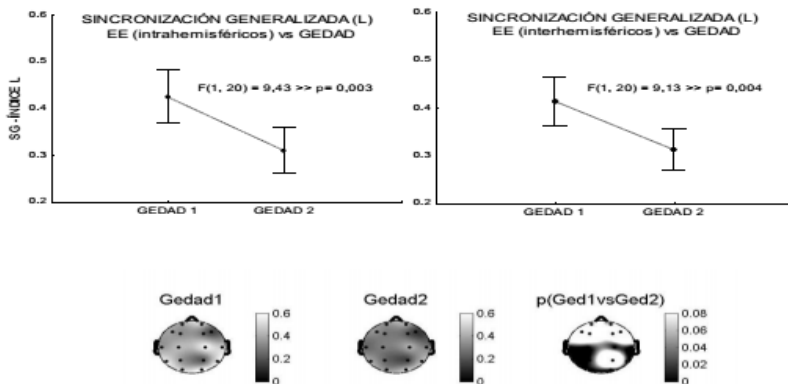 SINCRONIZACIÓN GENERALIZADA (L)
EE (intrahemisféricos) vs GEDAD
F(1, 20) = 9,43 >> p= 0,003
SG-ÍNDICE L
0.6
0.5
0.4
0.3
0.2
GEDAD 1
GEDAD 2
SINCRONIZACIÓN GENERALIZADA (L)
EE (interhemisféricos) vs GEDAD
F(1, 20) = 9,13 >> p= 0,004
0.6
0.5
0.4
0.3
0.2
GEDAD 1
GEDAD 2
Gedad1
0.6
0.4
0.2
0
Gedad2
0.6
0.4
0.2
0
p(Ged1vsGed2)
0.08
0.06
0.04
0.02
0